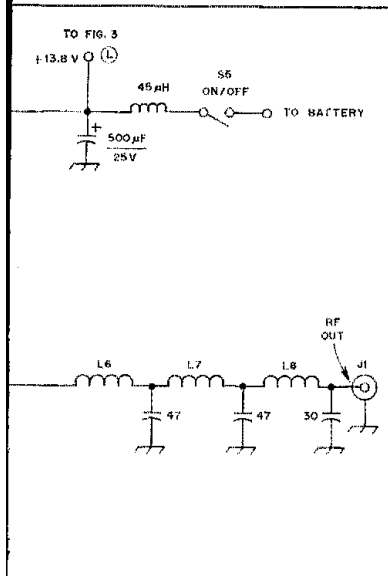 TO FIG. 3
+13.8 V L
45 µH
S5
ON/OFF
TO BATTERY
+
500 µF
25V
RF
OUT
L6
L7
L8
J1
47
47
30